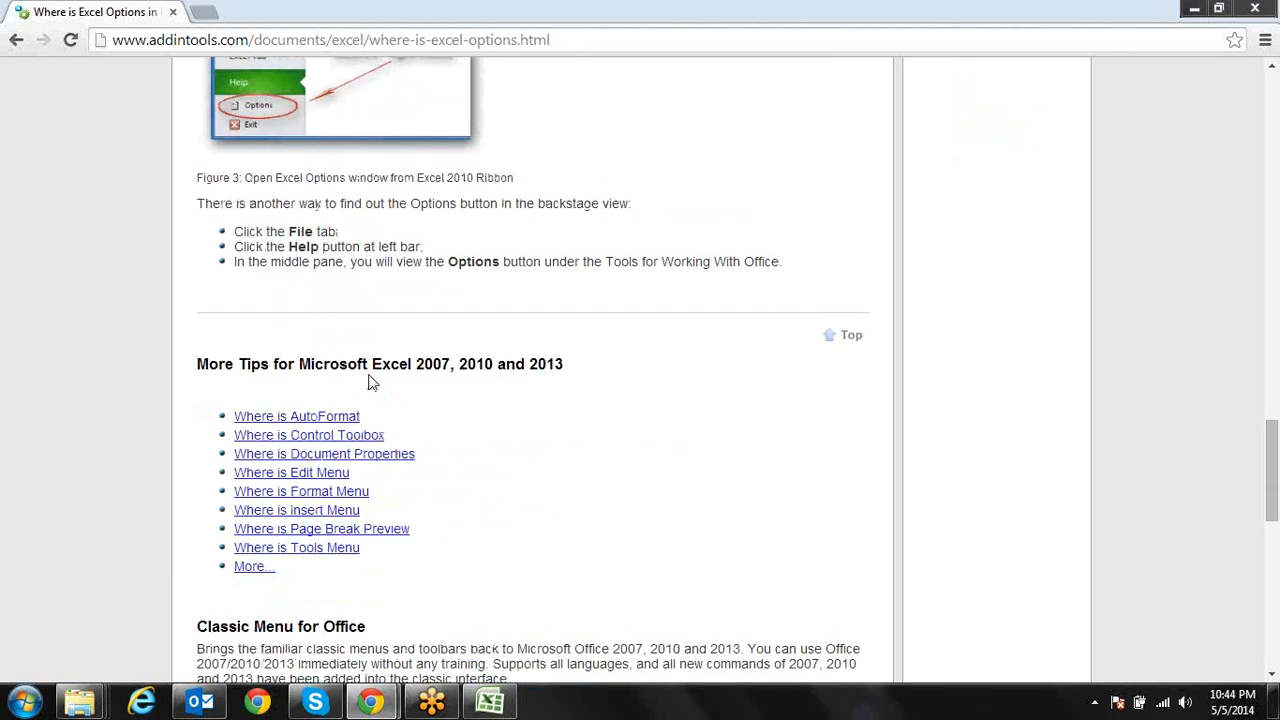 Where is Excel Options in
www.addintools.com/documents/excel/where-is-excel-options.html
Help
Options
Exit
Figure 3: Open Excel Options window from Excel 2010 Ribbon
There is another way to find out the Options button in the backstage view:
Click the File tab;
Click the Help button at left bar;
In the middle pane, you will view the Options button under the Tools for Working With Office.
Top
More Tips for Microsoft Excel 2007, 2010 and 2013
Where is AutoFormat
Where is Control Toolbox
Where is Document Properties
Where is Edit Menu
Where is Format Menu
Where is Insert Menu
Where is Page Break Preview
Where is Tools Menu
More...
Classic Menu for Office
Brings the familiar classic menus and toolbars back to Microsoft Office 2007, 2010 and 2013. You can use Office
2007/2010/2013 immediately without any training. Supports all languages, and all new commands of 2007, 2010
and 2013 have been added into the classic interface.
10:44 PM
5/5/2014